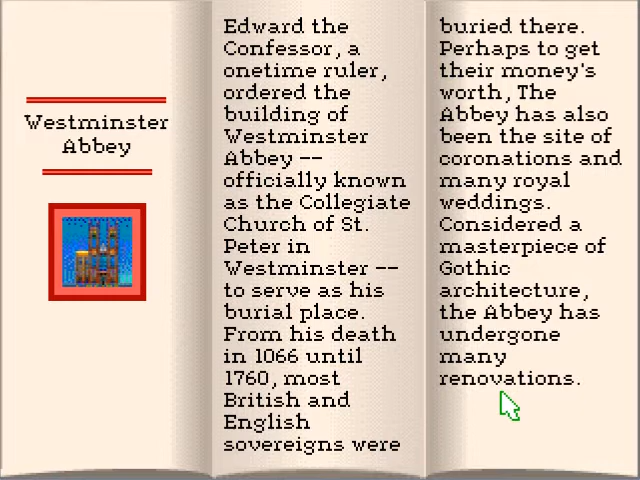 Westminster
Abbey
Edward the
Confessor, a
onetime ruler,
ordered the
building of
Westminster
Abbey --
officially known
as the Collegiate
Church of St.
Peter in
Westminster --
to serve as his
burial place.
From his death
in 1066 until
1760, most
British and
English
sovereigns were
buried there.
Perhaps to get
their money's
worth, The
Abbey has also
been the site of
coronations and
many royal
weddings.
Considered a
masterpiece of
Gothic
architecture,
the Abbey has
undergone
many
renovations.